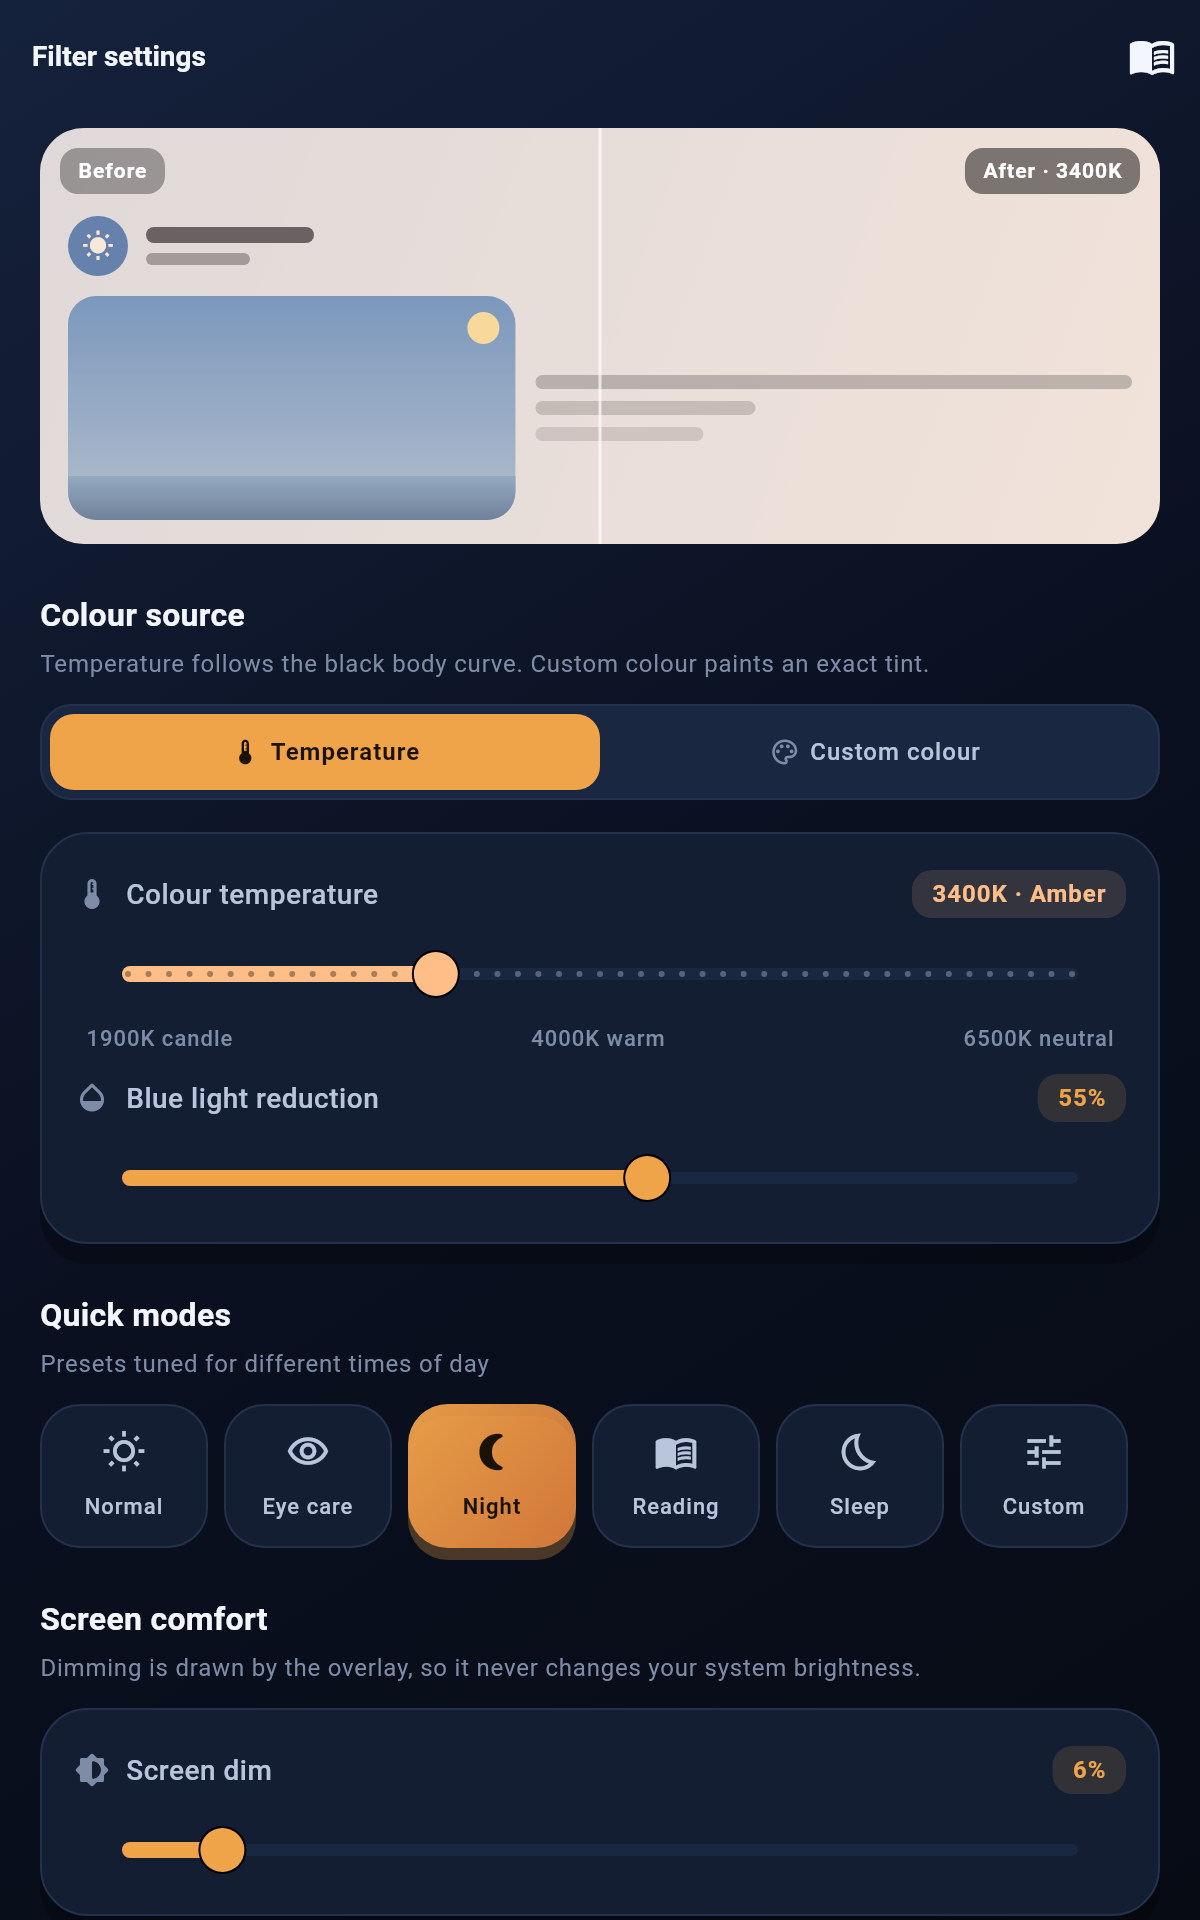 Filter settings
Before
After · 3400K
Colour source
Temperature follows the black body curve. Custom colour paints an exact tint.
Temperature
Custom colour
Colour temperature
3400K · Amber
1900K candle
4000K warm
6500K neutral
Blue light reduction
55%
Quick modes
Presets tuned for different times of day
Normal
Eye care
Night
Reading
Sleep
Custom
Screen comfort
Dimming is drawn by the overlay, so it never changes your system brightness.
Screen dim
6%